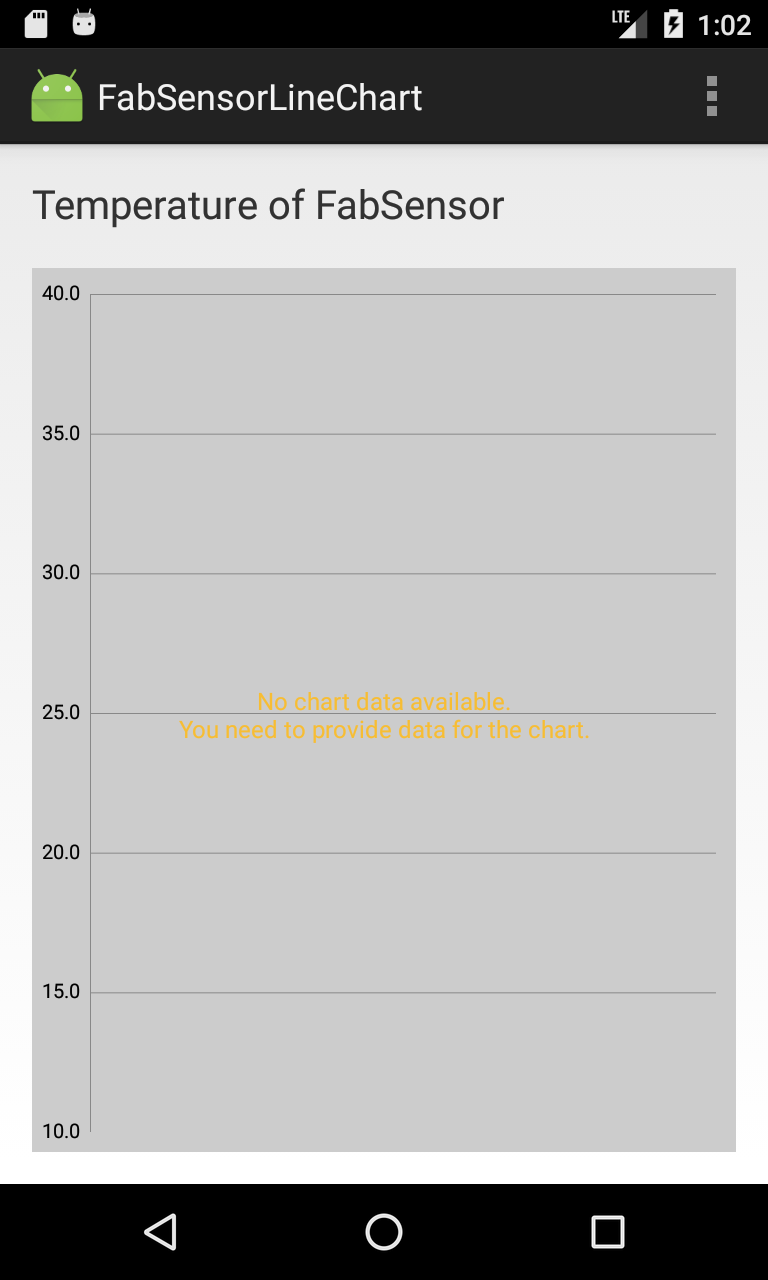 LTE 1:02
FabSensorLineChart
Temperature of FabSensor
40.0
35.0
30.0
No chart data available.
25.0
You need to provide data for the chart.
20.0
15.0
10.0